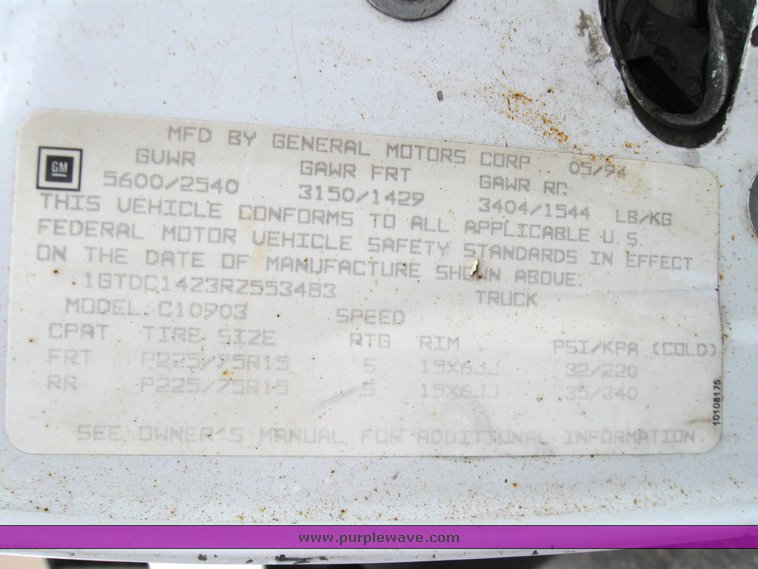 MFD BY GENERAL MOTORS CORP 05/94
GM
GVWR GAWR FRT GAWR RR
5600/2540 3150/1429 3404/1544 LB/KG
THIS VEHICLE CONFORMS TO ALL APPLICABLE U.S.
FEDERAL MOTOR VEHICLE SAFETY STANDARDS IN EFFECT
ON THE DATE OF MANUFACTURE SHOWN ABOVE.
1GTDC14Z3RZ553483 TRUCK
MODEL: C10903 SPEED
CPAT TIRE SIZE RTG RIM PSI/KPA (COLD)
FRT P225/75R15 S 15X6JJ 32/220
RR P225/75R15 S 15X6JJ 35/240
SEE OWNER'S MANUAL FOR ADDITIONAL INFORMATION
10108175
www.purplewave.com